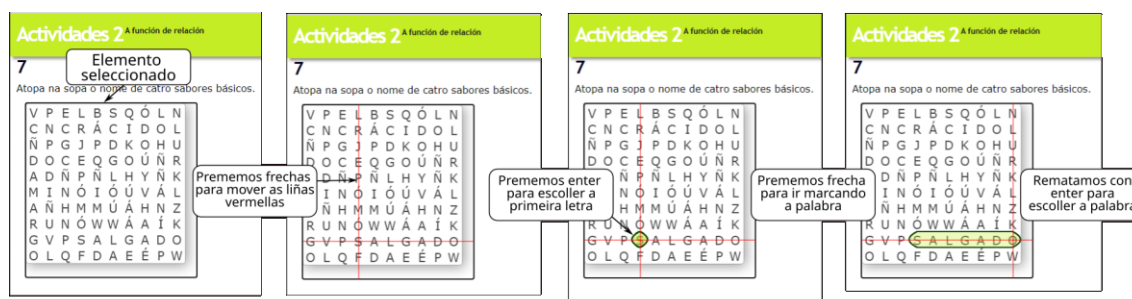 Actividades 2 A función de relación
7
Elemento
seleccionado
Atopa na sopa o nome de catro sabores básicos.
V P E L B S Q Ó L N
C N C R Á C I D O L
Ñ P G J P D K O H U
D O C E Q G O Ú Ñ R
A D Ñ P Ñ L H Y Ñ K
M I N Ó I Ó U V Á L
A Ñ H M M Ú Á H N Z
R U N Ó W W Á A Í K
G V P S A L G A D O
O L Q F D A E É P W
Actividades 2 A función de relación
7
Atopa na sopa o nome de catro sabores básicos.
V P E L B S Q Ó L N
C N C R Á C I D O L
Ñ P G J P D K O H U
D O C E Q G O Ú Ñ R
D Ñ P Ñ L H Y Ñ K
I N Ó I Ó U V Á L
Ñ H M M Ú Á H N Z
R U N Ó W W Á A Í K
G V P S A L G A D O
O L Q F D A E É P W
Prememos frechas
para mover as liñas
vermellas
Actividades 2 A función de relación
7
Atopa na sopa o nome de catro sabores básicos.
V P E L B S Q Ó L N
C N C R Á C I D O L
Ñ P G J P D K O H U
D O C E Q G O Ú Ñ R
Ñ P Ñ L H Y Ñ K
Ó I Ó U V Á L
H M M Ú Á H N Z
R U N Ó W W Á A Í K
G V P S A L G A D O
O L Q F D A E É P W
Prememos enter
para escoller a
primeira letra
Actividades 2 A función de relación
7
Atopa na sopa o nome de catro sabores básicos.
V P E L B S Q Ó L N
C N C R Á C I D O L
Ñ P G J P D K O H U
D O C E Q G O Ú Ñ R
D Ñ P Ñ L H Y Ñ K
I N Ó I Ó U V Á L
Ñ H M M Ú Á H N Z
R U N Ó W W Á A Í K
G V P S A L G A D O
O L Q F D A E É P W
Prememos frecha
para ir marcando
a palabra
Rematamos con
enter para
escoller a palabra